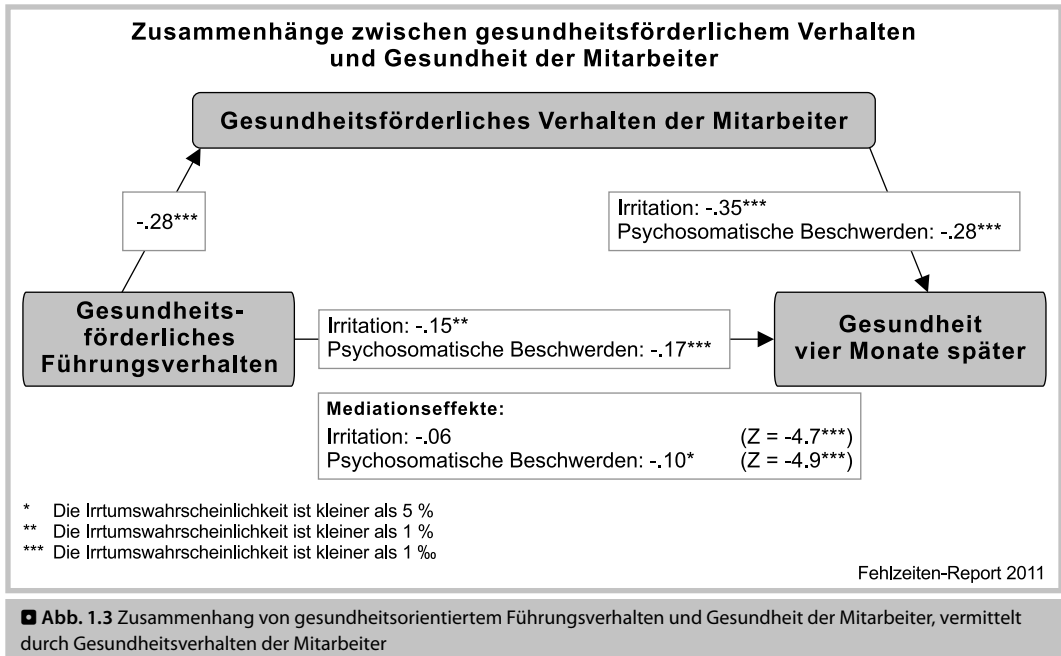 Zusammenhänge zwischen gesundheitsförderlichem Verhalten
und Gesundheit der Mitarbeiter
Gesundheitsförderliches Verhalten der Mitarbeiter
-.28***
Irritation: -.35***
Psychosomatische Beschwerden: -.28***
Gesundheits-
förderliches
Führungsverhalten
Irritation: -.15**
Psychosomatische Beschwerden: -.17***
Gesundheit
vier Monate später
Mediationseffekte:
Irritation: -.06 (Z = -4.7***)
Psychosomatische Beschwerden: -.10* (Z = -4.9***)
* Die Irrtumswahrscheinlichkeit ist kleiner als 5 %
** Die Irrtumswahrscheinlichkeit ist kleiner als 1 %
*** Die Irrtumswahrscheinlichkeit ist kleiner als 1 ‰
Fehlzeiten-Report 2011
Abb. 1.3 Zusammenhang von gesundheitsorientiertem Führungsverhalten und Gesundheit der Mitarbeiter, vermittelt
durch Gesundheitsverhalten der Mitarbeiter